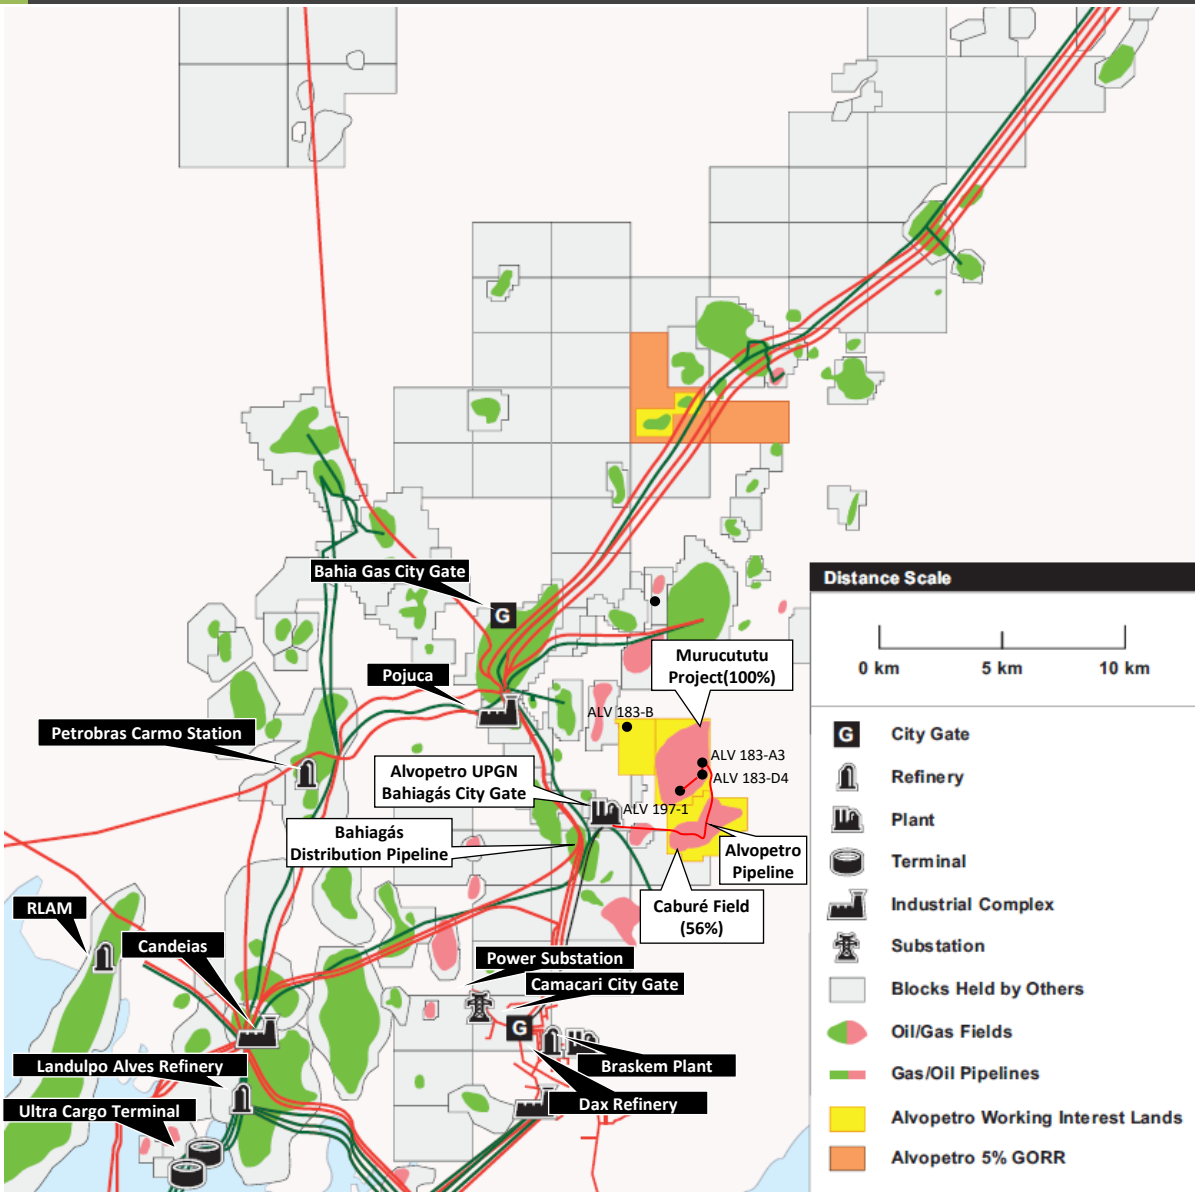 Bahia Gas City Gate
G
Murucututu
Project(100%)
Pojuca
ALV 183-B
Petrobras Carmo Station
ALV 183-A3
ALV 183-D4
Alvopetro UPGN
Bahiagás City Gate
ALV 197-1
Bahiagás
Distribution Pipeline
Alvopetro
Pipeline
Caburé Field
(56%)
RLAM
Candeias
Power Substation
Camacari City Gate
G
Landulpo Alves Refinery
Braskem Plant
Ultra Cargo Terminal
Dax Refinery
Distance Scale
0 km
5 km
10 km
G
City Gate
Refinery
Plant
Terminal
Industrial Complex
Substation
Blocks Held by Others
Oil/Gas Fields
Gas/Oil Pipelines
Alvopetro Working Interest Lands
Alvopetro 5% GORR